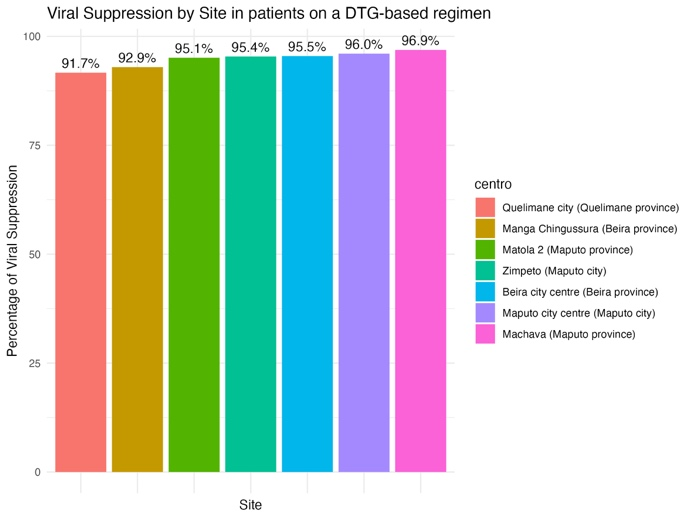 Viral Suppression by Site in patients on a DTG-based regimen
100
91.7%
92.9%
95.1%
95.4%
95.5%
96.0%
96.9%
75
50
25
0
Percentage of Viral Suppression
Site
centro
Quelimane city (Quelimane province)
Manga Chingussura (Beira province)
Matola 2 (Maputo province)
Zimpeto (Maputo city)
Beira city centre (Beira province)
Maputo city centre (Maputo city)
Machava (Maputo province)